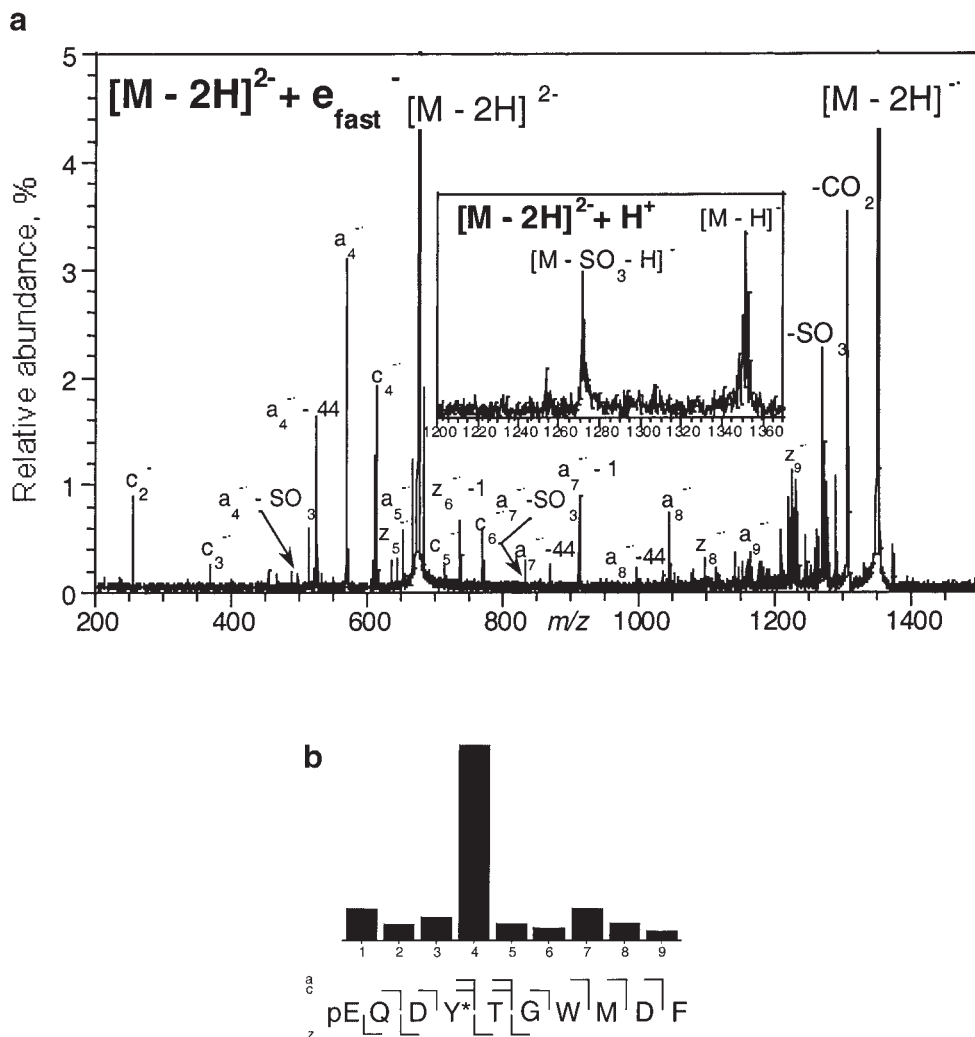 a
[M - 2H]2- + efast-
[M - 2H] 2-
[M - 2H]-·
-CO2
-SO3
[M - 2H]2- + H+
[M - H]-
[M - SO3 - H]-
1200 1220 1240 1260 1280 1300 1320 1340 1360
a4-·
c4-·
a4-· - 44
c2-
a4-· - SO3
c3-·
a5-·
z5-·
c5-·
z6-· -1
c6-·
a7-· -SO3
a7-· - 1
a7-· -44
a8-·
a8-· -44
z8-·
a9-·
z9-·
Relative abundance, %
5
4
3
2
1
0
200 400 600 800 m/z 1000 1200 1400
b
1 2 3 4 5 6 7 8 9
a
c
pE Q D Y* T G W M D F
z